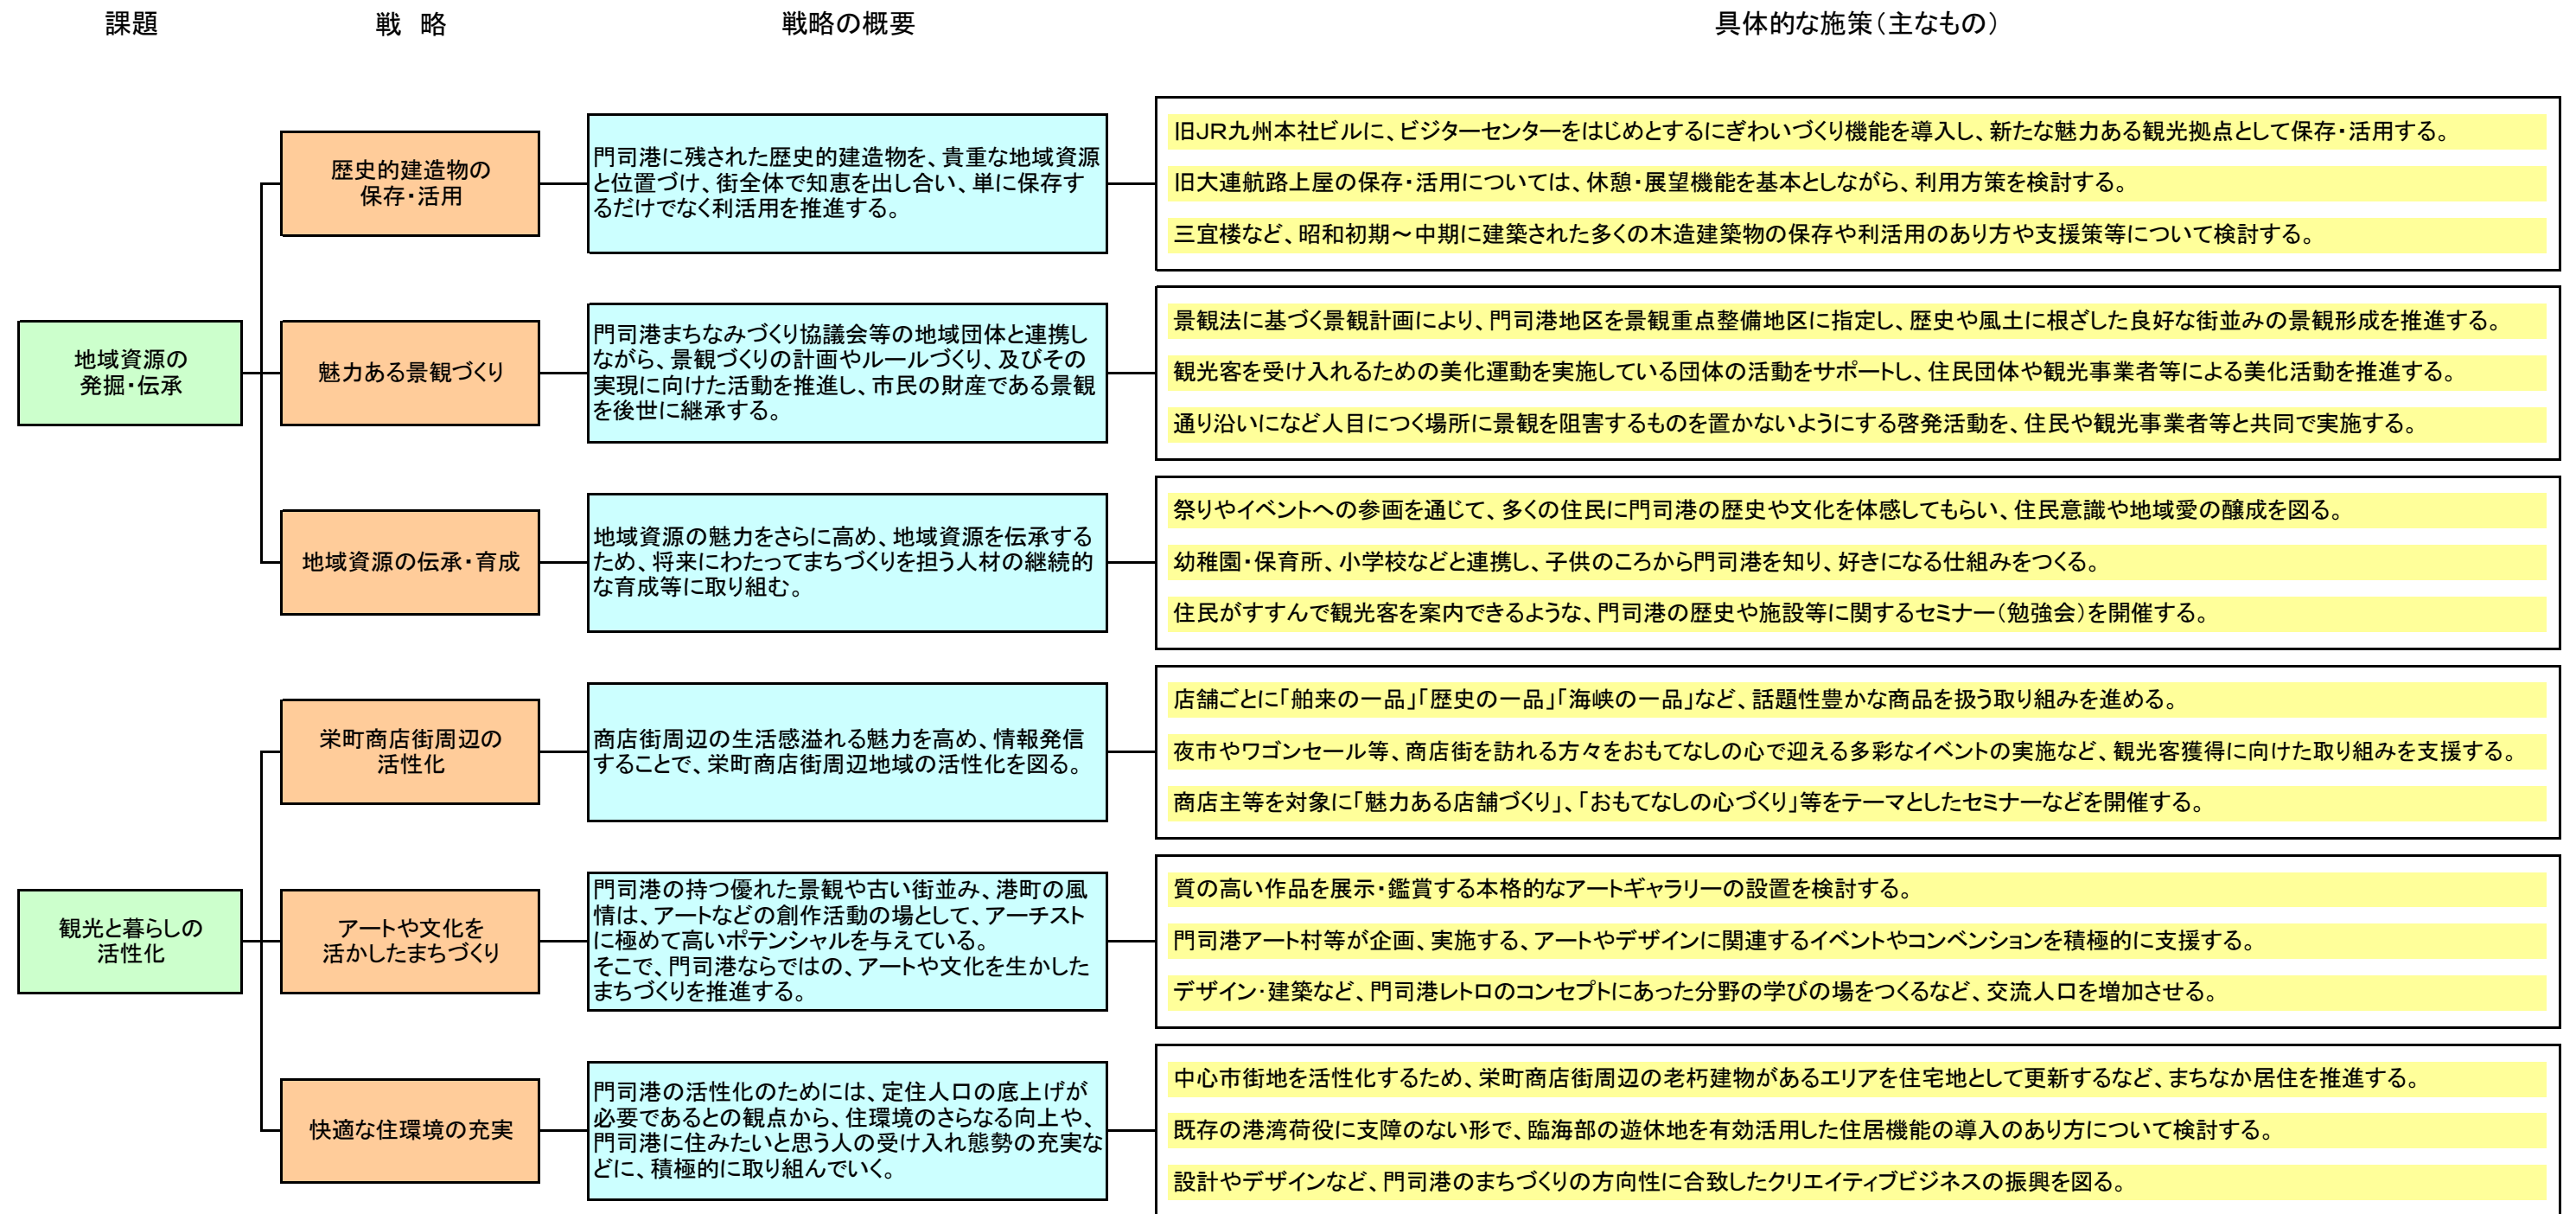 課題
戦　略
戦略の概要
具体的な施策（主なもの）
地域資源の
発掘・伝承
歴史的建造物の
保存・活用
門司港に残された歴史的建造物を、貴重な地域資源
と位置づけ、街全体で知恵を出し合い、単に保存す
るだけでなく利活用を推進する。
旧JR九州本社ビルに、ビジターセンターをはじめとするにぎわいづくり機能を導入し、新たな魅力ある観光拠点として保存・活用する。
旧大連航路上屋の保存・活用については、休憩・展望機能を基本としながら、利用方策を検討する。
三宜楼など、昭和初期～中期に建築された多くの木造建築物の保存や利活用のあり方や支援策等について検討する。
魅力ある景観づくり
門司港まちなみづくり協議会等の地域団体と連携し
ながら、景観づくりの計画やルールづくり、及びその
実現に向けた活動を推進し、市民の財産である景観
を後世に継承する。
景観法に基づく景観計画により、門司港地区を景観重点整備地区に指定し、歴史や風土に根ざした良好な街並みの景観形成を推進する。
観光客を受け入れるための美化運動を実施している団体の活動をサポートし、住民団体や観光事業者等による美化活動を推進する。
通り沿いになど人目につく場所に景観を阻害するものを置かないようにする啓発活動を、住民や観光事業者等と共同で実施する。
地域資源の伝承・育成
地域資源の魅力をさらに高め、地域資源を伝承する
ため、将来にわたってまちづくりを担う人材の継続的
な育成等に取り組む。
祭りやイベントへの参画を通じて、多くの住民に門司港の歴史や文化を体感してもらい、住民意識や地域愛の醸成を図る。
幼稚園・保育所、小学校などと連携し、子供のころから門司港を知り、好きになる仕組みをつくる。
住民がすすんで観光客を案内できるような、門司港の歴史や施設等に関するセミナー（勉強会）を開催する。
観光と暮らしの
活性化
栄町商店街周辺の
活性化
商店街周辺の生活感溢れる魅力を高め、情報発信
することで、栄町商店街周辺地域の活性化を図る。
店舗ごとに「舶来の一品」「歴史の一品」「海峡の一品」など、話題性豊かな商品を扱う取り組みを進める。
夜市やワゴンセール等、商店街を訪れる方々をおもてなしの心で迎える多彩なイベントの実施など、観光客獲得に向けた取り組みを支援する。
商店主等を対象に「魅力ある店舗づくり」、「おもてなしの心づくり」等をテーマとしたセミナーなどを開催する。
アートや文化を
活かしたまちづくり
門司港の持つ優れた景観や古い街並み、港町の風
情は、アートなどの創作活動の場として、アーチスト
に極めて高いポテンシャルを与えている。
そこで、門司港ならではの、アートや文化を生かした
まちづくりを推進する。
質の高い作品を展示・鑑賞する本格的なアートギャラリーの設置を検討する。
門司港アート村等が企画、実施する、アートやデザインに関連するイベントやコンベンションを積極的に支援する。
デザイン・建築など、門司港レトロのコンセプトにあった分野の学びの場をつくるなど、交流人口を増加させる。
快適な住環境の充実
門司港の活性化のためには、定住人口の底上げが
必要であるとの観点から、住環境のさらなる向上や、
門司港に住みたいと思う人の受け入れ態勢の充実な
どに、積極的に取り組んでいく。
中心市街地を活性化するため、栄町商店街周辺の老朽建物があるエリアを住宅地として更新するなど、まちなか居住を推進する。
既存の港湾荷役に支障のない形で、臨海部の遊休地を有効活用した住居機能の導入のあり方について検討する。
設計やデザインなど、門司港のまちづくりの方向性に合致したクリエイティブビジネスの振興を図る。